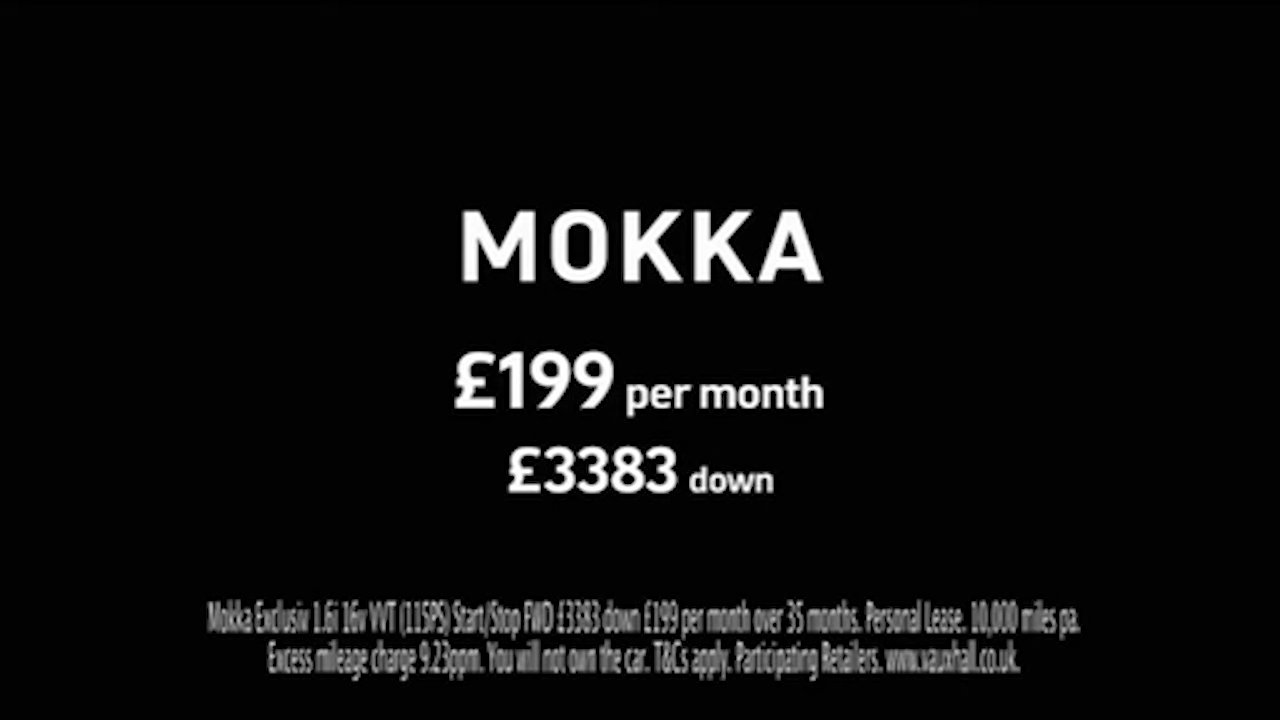 MOKKA
£199 per month
£3383 down
Mokka Exclusiv 1.6i 16v VVT (115PS) Start/Stop FWD £3383 down £199 per month over 35 months. Personal Lease. 10,000 miles pa.
Excess mileage charge 9.23ppm. You will not own the car. T&Cs apply. Participating Retailers. www.vauxhall.co.uk.